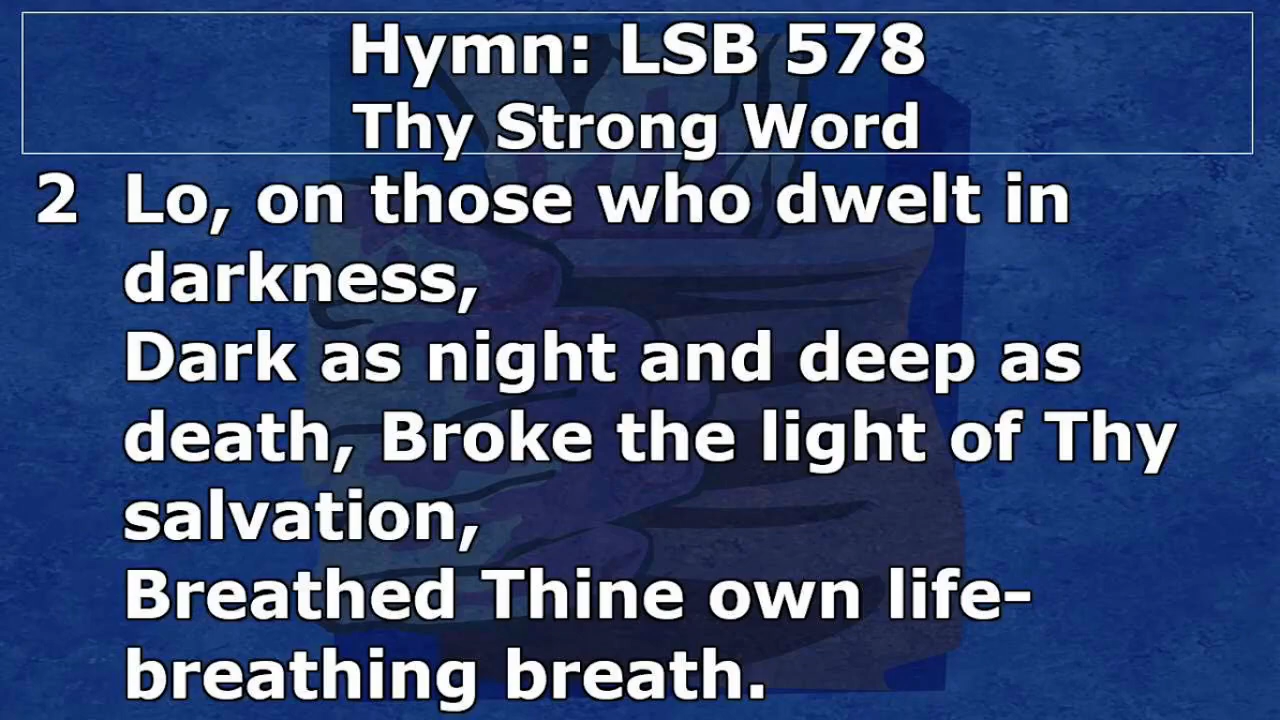 Hymn: LSB 578
Thy Strong Word
2 Lo, on those who dwelt in
darkness,
Dark as night and deep as
death, Broke the light of Thy
salvation,
Breathed Thine own life-
breathing breath.